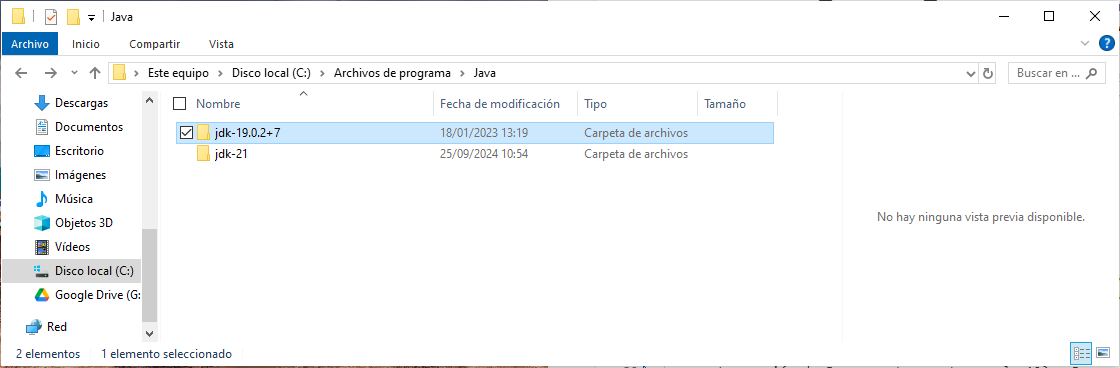 Java
Archivo Inicio Compartir Vista
Este equipo Disco local (C:) Archivos de programa Java Buscar en ...
Descargas
Documentos
Escritorio
Imágenes
Música
Objetos 3D
Vídeos
Disco local (C:)
Google Drive (G:
Red
Nombre Fecha de modificación Tipo Tamaño
jdk-19.0.2+7 18/01/2023 13:19 Carpeta de archivos
jdk-21 25/09/2024 10:54 Carpeta de archivos
No hay ninguna vista previa disponible.
2 elementos 1 elemento seleccionado